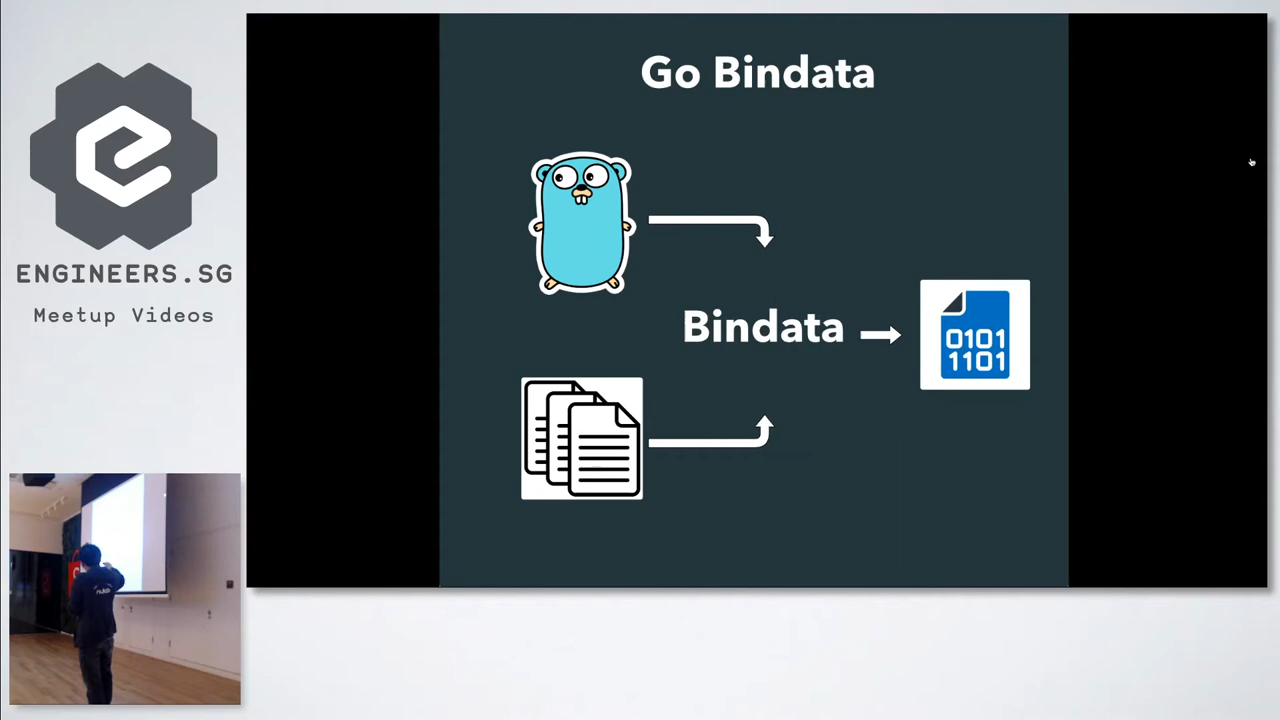 ENGINEERS.SG
Meetup Videos
Go Bindata
Bindata
0101
1101